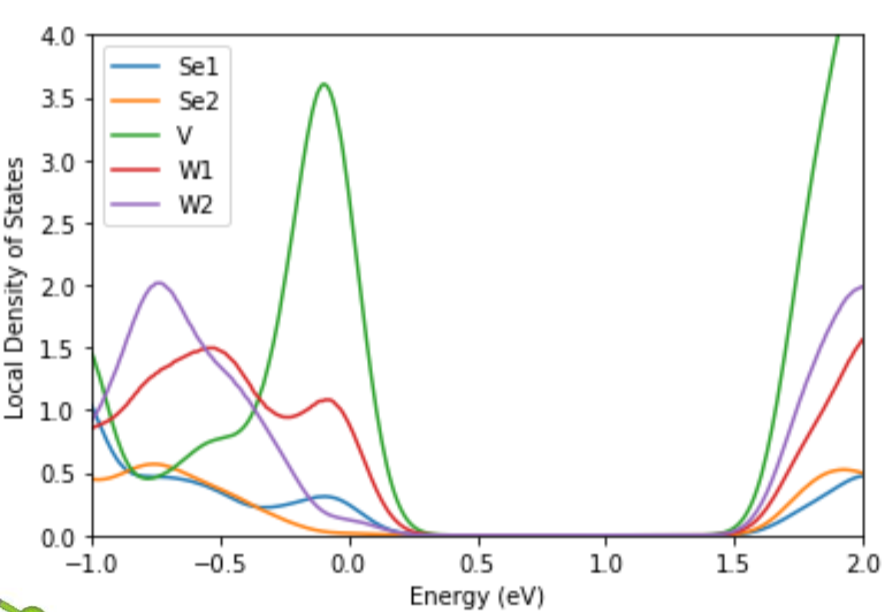 4.0
3.5
3.0
2.5
2.0
1.5
1.0
0.5
0.0
Local Density of States
Se1
Se2
V
W1
W2
−1.0 −0.5 0.0 0.5 1.0 1.5 2.0
Energy (eV)